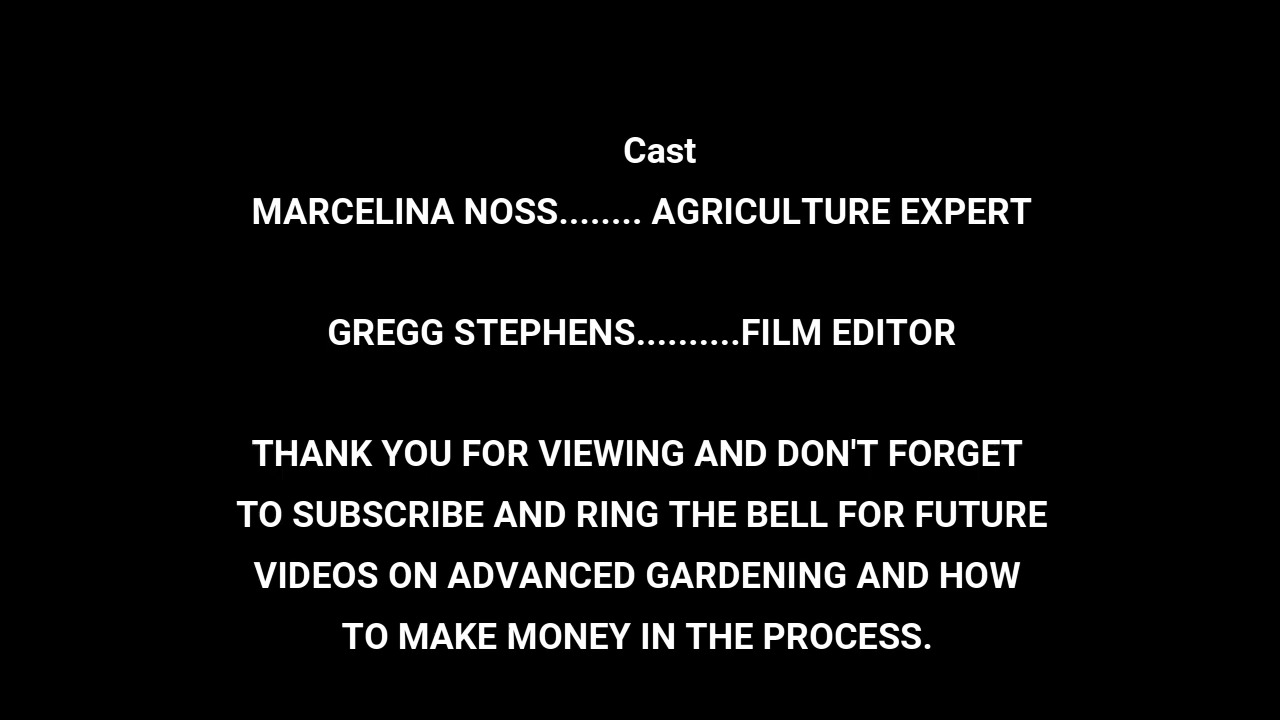 Cast
MARCELINA NOSS........ AGRICULTURE EXPERT
GREGG STEPHENS..........FILM EDITOR
THANK YOU FOR VIEWING AND DON'T FORGET
TO SUBSCRIBE AND RING THE BELL FOR FUTURE
VIDEOS ON ADVANCED GARDENING AND HOW
TO MAKE MONEY IN THE PROCESS.